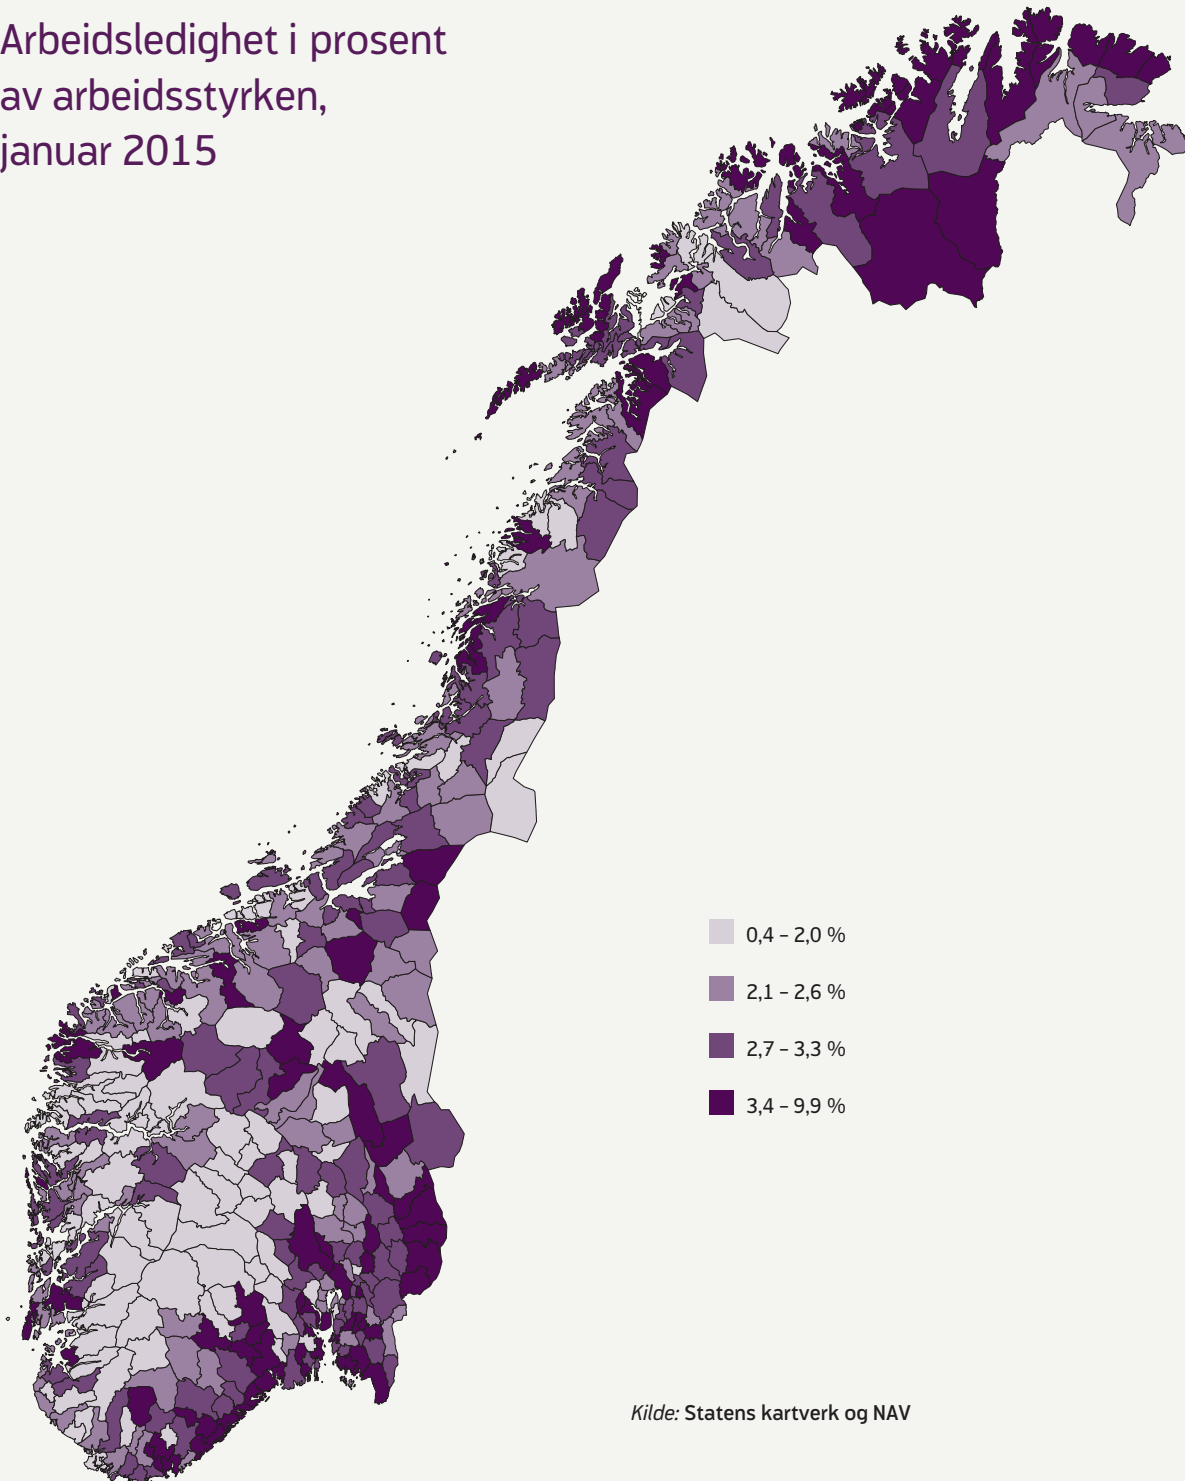 Arbeidsledighet i prosent
av arbeidsstyrken,
januar 2015
0,4 – 2,0 %
2,1 – 2,6 %
2,7 – 3,3 %
3,4 – 9,9 %
Kilde: Statens kartverk og NAV